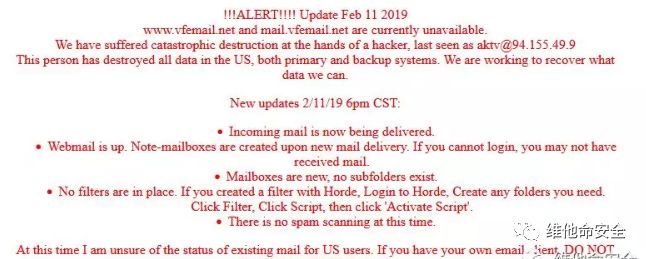 !!!ALERT!!!! Update Feb 11 2019
www.vfemail.net and mail.vfemail.net are currently unavailable.
We have suffered catastrophic destruction at the hands of a hacker, last seen as aktv@94.155.49.9
This person has destroyed all data in the US, both primary and backup systems. We are working to recover what
data we can.
New updates 2/11/19 6pm CST:
• Incoming mail is now being delivered.
• Webmail is up. Note-mailboxes are created upon new mail delivery. If you cannot login, you may not have
received mail.
• Mailboxes are new, no subfolders exist.
• No filters are in place. If you created a filter with Horde, Login to Horde, Create any folders you need.
Click Filter, Click Script, then click 'Activate Script'.
• There is no spam scanning at this time.
维他命安全
At this time I am unsure of the status of existing mail for US users. If you have your own email DO NOT
维他命安全